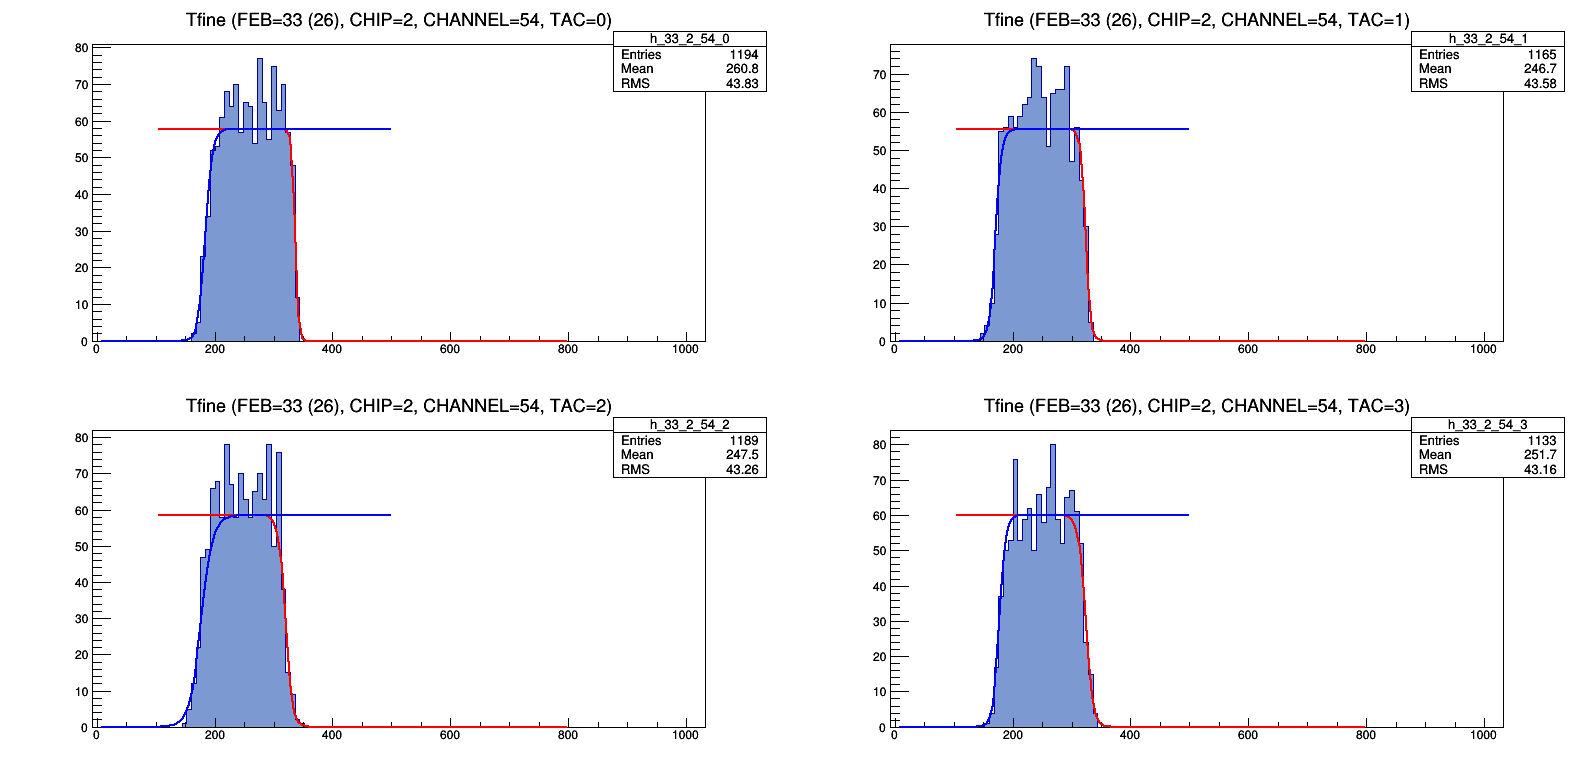 Tfine (FEB=33 (26), CHIP=2, CHANNEL=54, TAC=0)
h_33_2_54_0
Entries 1194
Mean 260.8
RMS 43.83
80
70
60
50
40
30
20
10
0
0 200 400 600 800 1000
Tfine (FEB=33 (26), CHIP=2, CHANNEL=54, TAC=1)
h_33_2_54_1
Entries 1165
Mean 246.7
RMS 43.58
70
60
50
40
30
20
10
0
0 200 400 600 800 1000
Tfine (FEB=33 (26), CHIP=2, CHANNEL=54, TAC=2)
h_33_2_54_2
Entries 1189
Mean 247.5
RMS 43.26
80
70
60
50
40
30
20
10
0
0 200 400 600 800 1000
Tfine (FEB=33 (26), CHIP=2, CHANNEL=54, TAC=3)
h_33_2_54_3
Entries 1133
Mean 251.7
RMS 43.16
80
70
60
50
40
30
20
10
0
0 200 400 600 800 1000